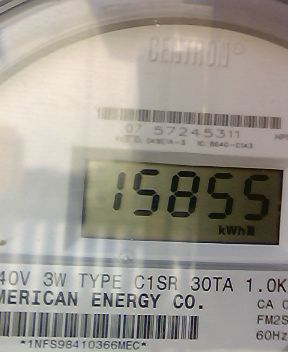 CENTRON®
07 57245311
15855
kWh
40V 3W TYPE C1SR 30TA 1.0K
MERICAN ENERGY CO.
CA 0
FM2S
60Hz
*1NFS98410366MEC*